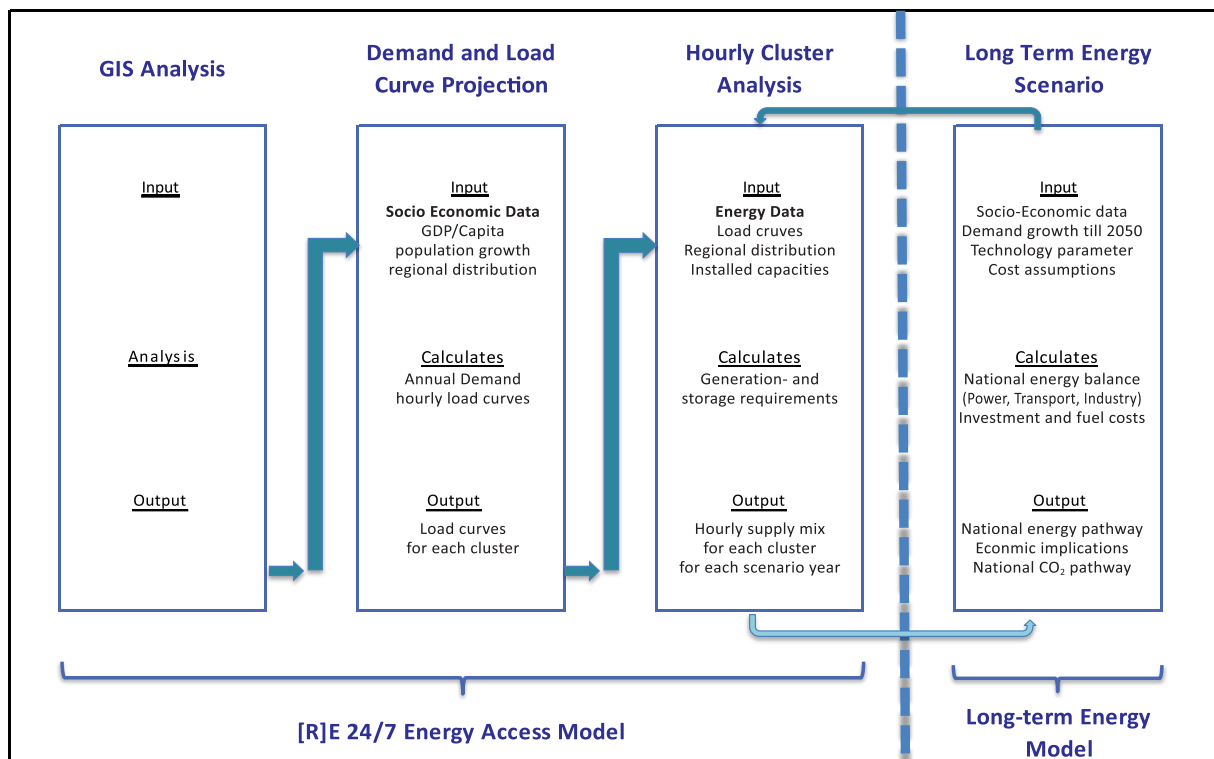 GIS Analysis
Input
Analysis
Output
Demand and Load
Curve Projection
Input
Socio Economic Data
GDP/Capita
population growth
regional distribution
Calculates
Annual Demand
hourly load curves
Output
Load curves
for each cluster
Hourly Cluster
Analysis
Input
Energy Data
Load cruves
Regional distribution
Installed capacities
Calculates
Generation- and
storage requirements
Output
Hourly supply mix
for each cluster
for each scenario year
Long Term Energy
Scenario
Input
Socio-Economic data
Demand growth till 2050
Technology parameter
Cost assumptions
Calculates
National energy balance
(Power, Transport, Industry)
Investment and fuel costs
Output
National energy pathway
Econmic implications
National CO₂ pathway
[R]E 24/7 Energy Access Model
Long-term Energy
Model